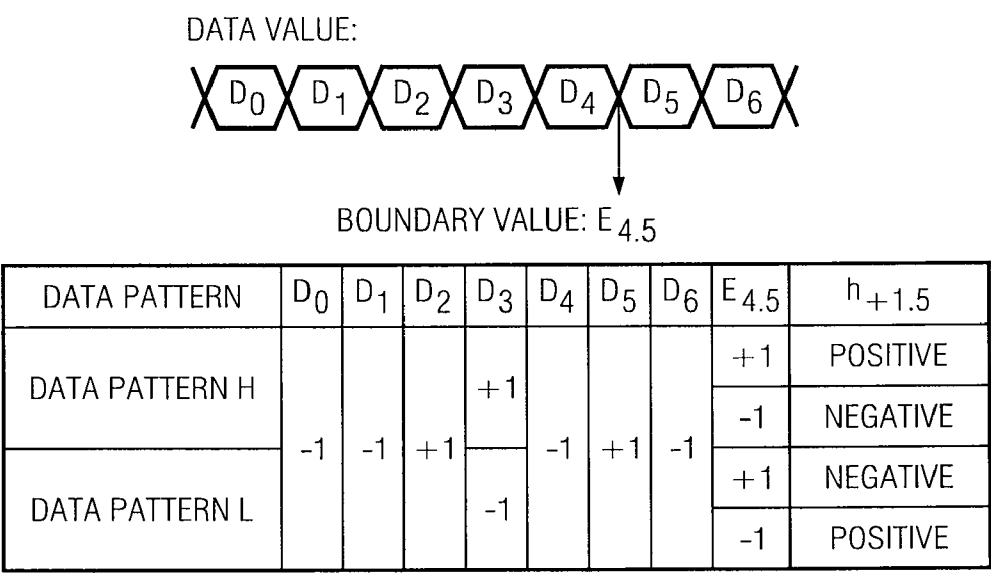 DATA VALUE:
D0 D1 D2 D3 D4 D5 D6
BOUNDARY VALUE: E4.5
DATA PATTERN D0 D1 D2 D3 D4 D5 D6 E4.5 h+1.5
DATA PATTERN H +1 +1 POSITIVE
-1 NEGATIVE
-1 -1 +1 -1 +1 -1
DATA PATTERN L -1 +1 NEGATIVE
-1 POSITIVE